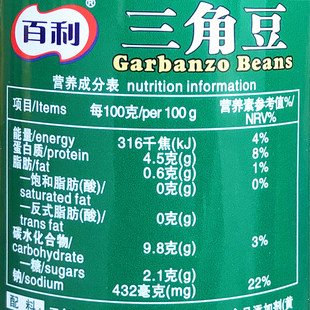 百利
三角豆
Garbanzo Beans
营养成分表 nutrition information
项目/Items 每100克/per 100 g 营养素参考值%/NRV%
能量/energy 316千焦(kJ) 4%
蛋白质/protein 4.5克(g) 8%
脂肪/fat 0.6克(g) 1%
—饱和脂肪(酸)/ 0克(g) 0%
saturated fat
—反式脂肪(酸)/ 0克(g)
trans fat
碳水化合物/ 9.8克(g) 3%
carbohydrate
—糖/sugars 2.1克(g)
钠/sodium 432毫克(mg) 22%
配料